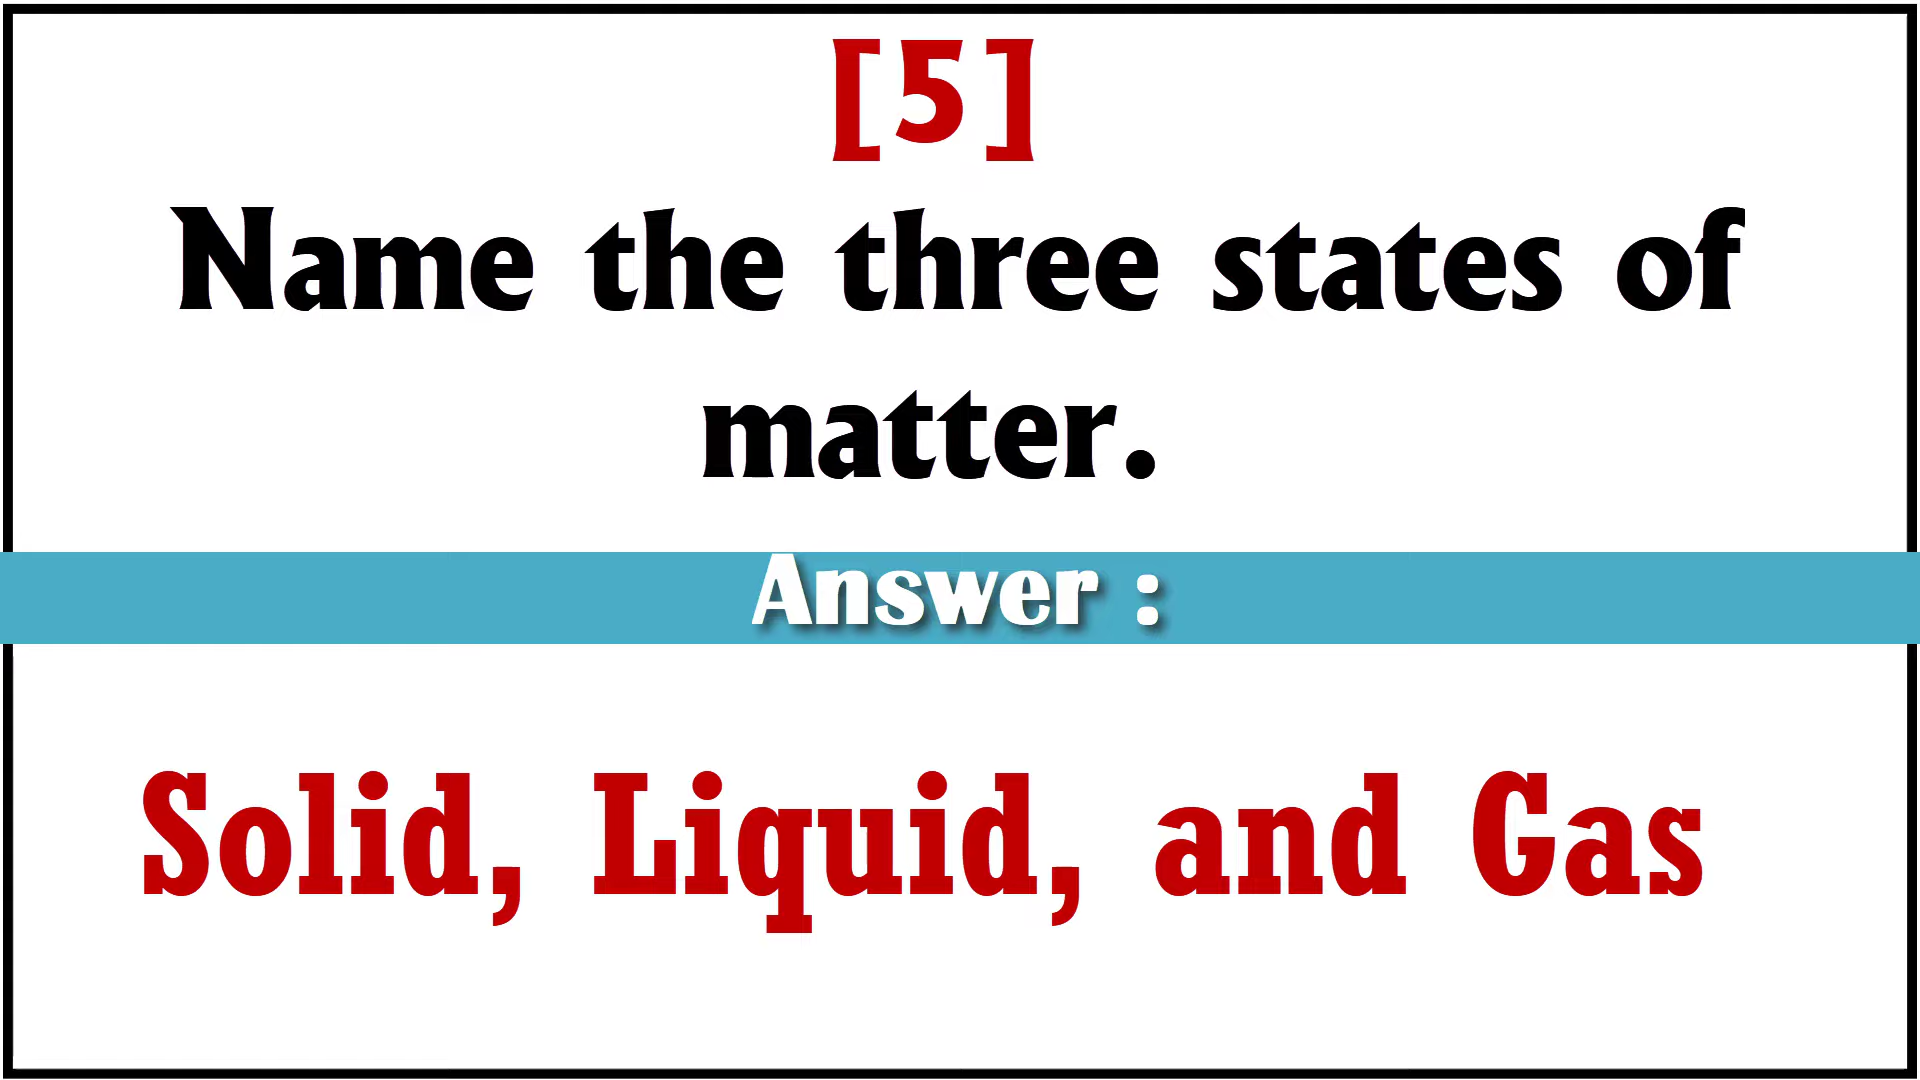 [5]
Name the three states of
matter.
Answer :
Solid, Liquid, and Gas